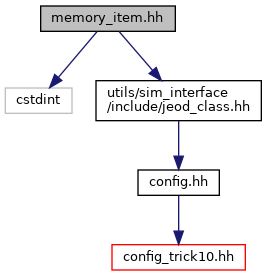 memory_item.hh
cstdint
utils/sim_interface
/include/jeod_class.hh
config.hh
config_trick10.hh